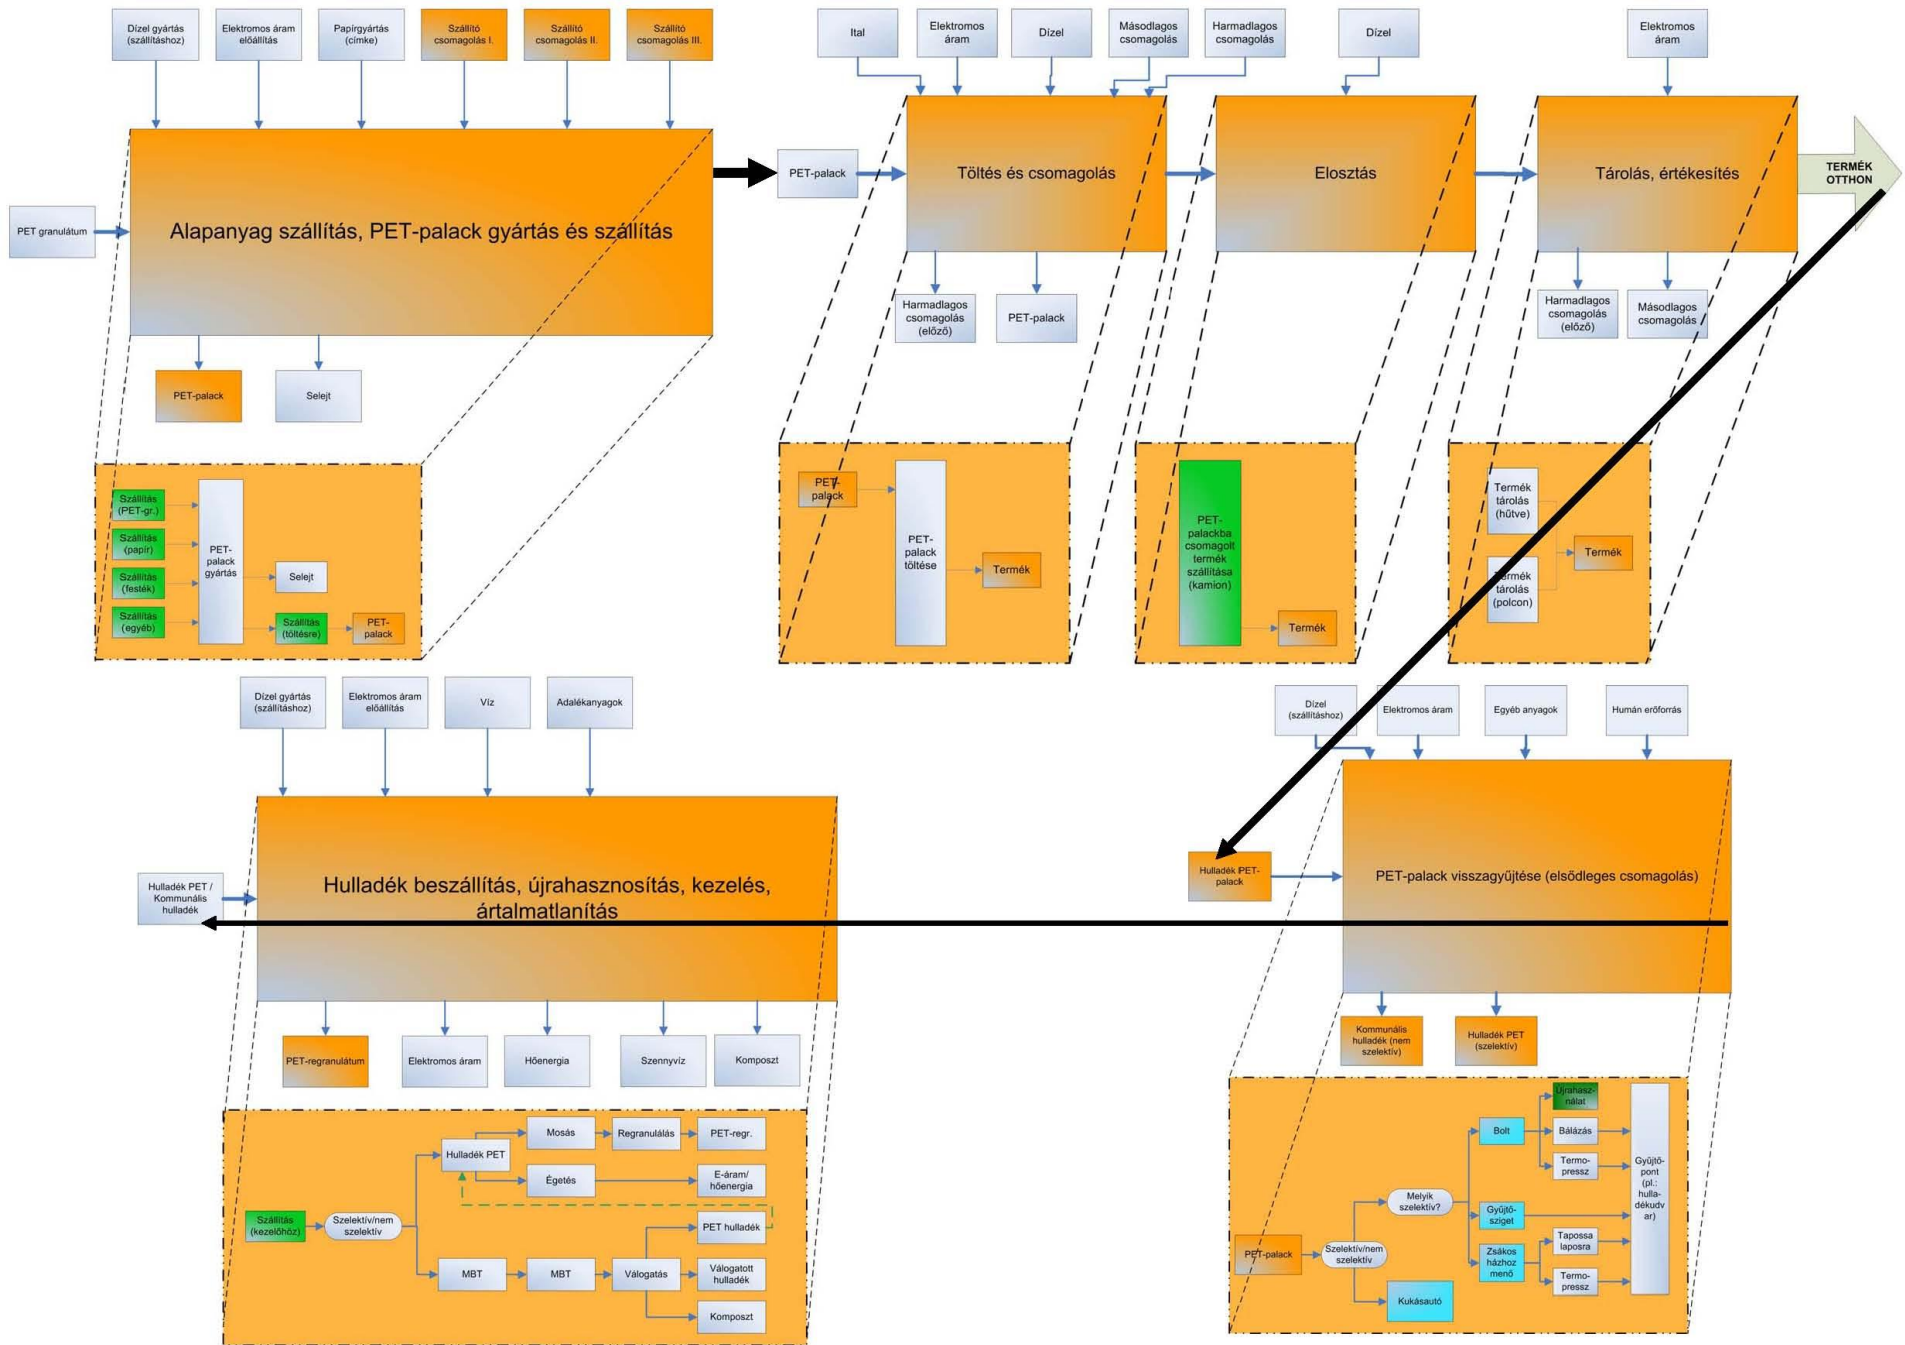 Dízel gyártás
(szállításhoz)
Elektromos áram
előállítás
Papírgyártás
(címke)
Szállító
csomagolás I.
Szállító
csomagolás II.
Szállító
csomagolás III.
PET granulátum
Alapanyag szállítás, PET-palack gyártás és szállítás
PET-palack
Selejt
Szállítás
(PET-gr.)
Szállítás
(papír)
Szállítás
(festék)
Szállítás
(egyéb)
PET-
palack
gyártás
Selejt
Szállítás
(töltésre)
PET-
palack
Ital
Elektromos
áram
Dízel
Másodlagos
csomagolás
Harmadlagos
csomagolás
Dízel
Elektromos
áram
PET-palack
Töltés és csomagolás
Elosztás
Tárolás, értékesítés
TERMÉK
OTTHON
Harmadlagos
csomagolás
(előző)
PET-palack
Harmadlagos
csomagolás
(előző)
Másodlagos
csomagolás
PET-
palack
PET-
palack
töltése
Termék
PET-
palackba
csomagolt
termék
szállítása
(kamion)
Termék
Termék
tárolás
(hűtve)
Termék
tárolás
(polcon)
Termék
Dízel gyártás
(szállításhoz)
Elektromos áram
előállítás
Víz
Adalékanyagok
Hulladék PET /
Kommunális
hulladék
Hulladék beszállítás, újrahasznosítás, kezelés,
ártalmatlanítás
PET-regranulátum
Elektromos áram
Hőenergia
Szennyvíz
Komposzt
Szállítás
(kezelőhöz)
Szelektív/nem
szelektív
Hulladék PET
Mosás
Regranulálás
PET-regr.
Égetés
E-áram/
hőenergia
PET hulladék
MBT
MBT
Válogatás
Válogatott
hulladék
Komposzt
Dízel
(szállításhoz)
Elektromos áram
Egyéb anyagok
Humán erőforrás
Hulladék PET-
palack
PET-palack visszagyűjtése (elsődleges csomagolás)
Kommunális
hulladék (nem
szelektív)
Hulladék PET
(szelektív)
PET-palack
Szelektív/nem
szelektív
Melyik
szelektív?
Kukásautó
Bolt
Gyűjtő-
sziget
Zsákos
házhoz
menő
Újrahasz-
nálat
Bálázás
Termo-
pressz
Tapossa
laposra
Termo-
pressz
Gyűjtő-
pont
(pl.:
hulla-
dékudv
ar)